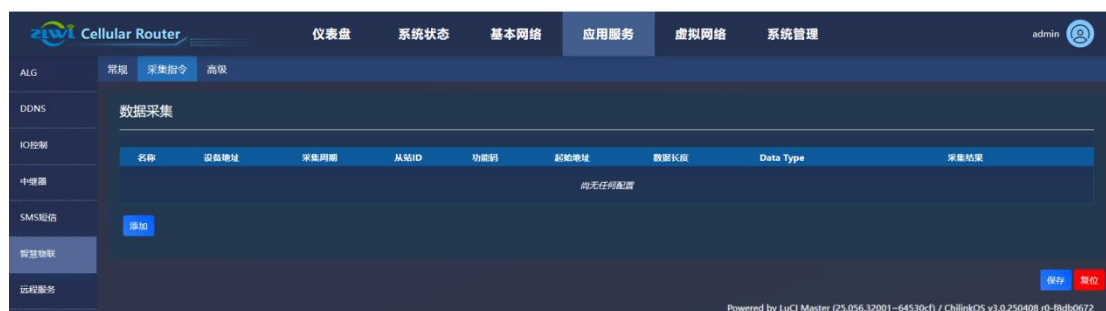 ZLWL Cellular Router 仪表盘 系统状态 基本网络 应用服务 虚拟网络 系统管理 admin
常规 采集指令 高级
ALG
DDNS
IO控制
中继器
SMS短信
智慧物联
远程服务
数据采集
名称 设备地址 采集周期 从站ID 功能码 起始地址 数据长度 Data Type 采集结果
尚无任何配置
添加
保存 复位
Powered by LuCI Master (25.056.32001~64530cf) / ChilinkOS v3.0.250408 r0-f8db0672